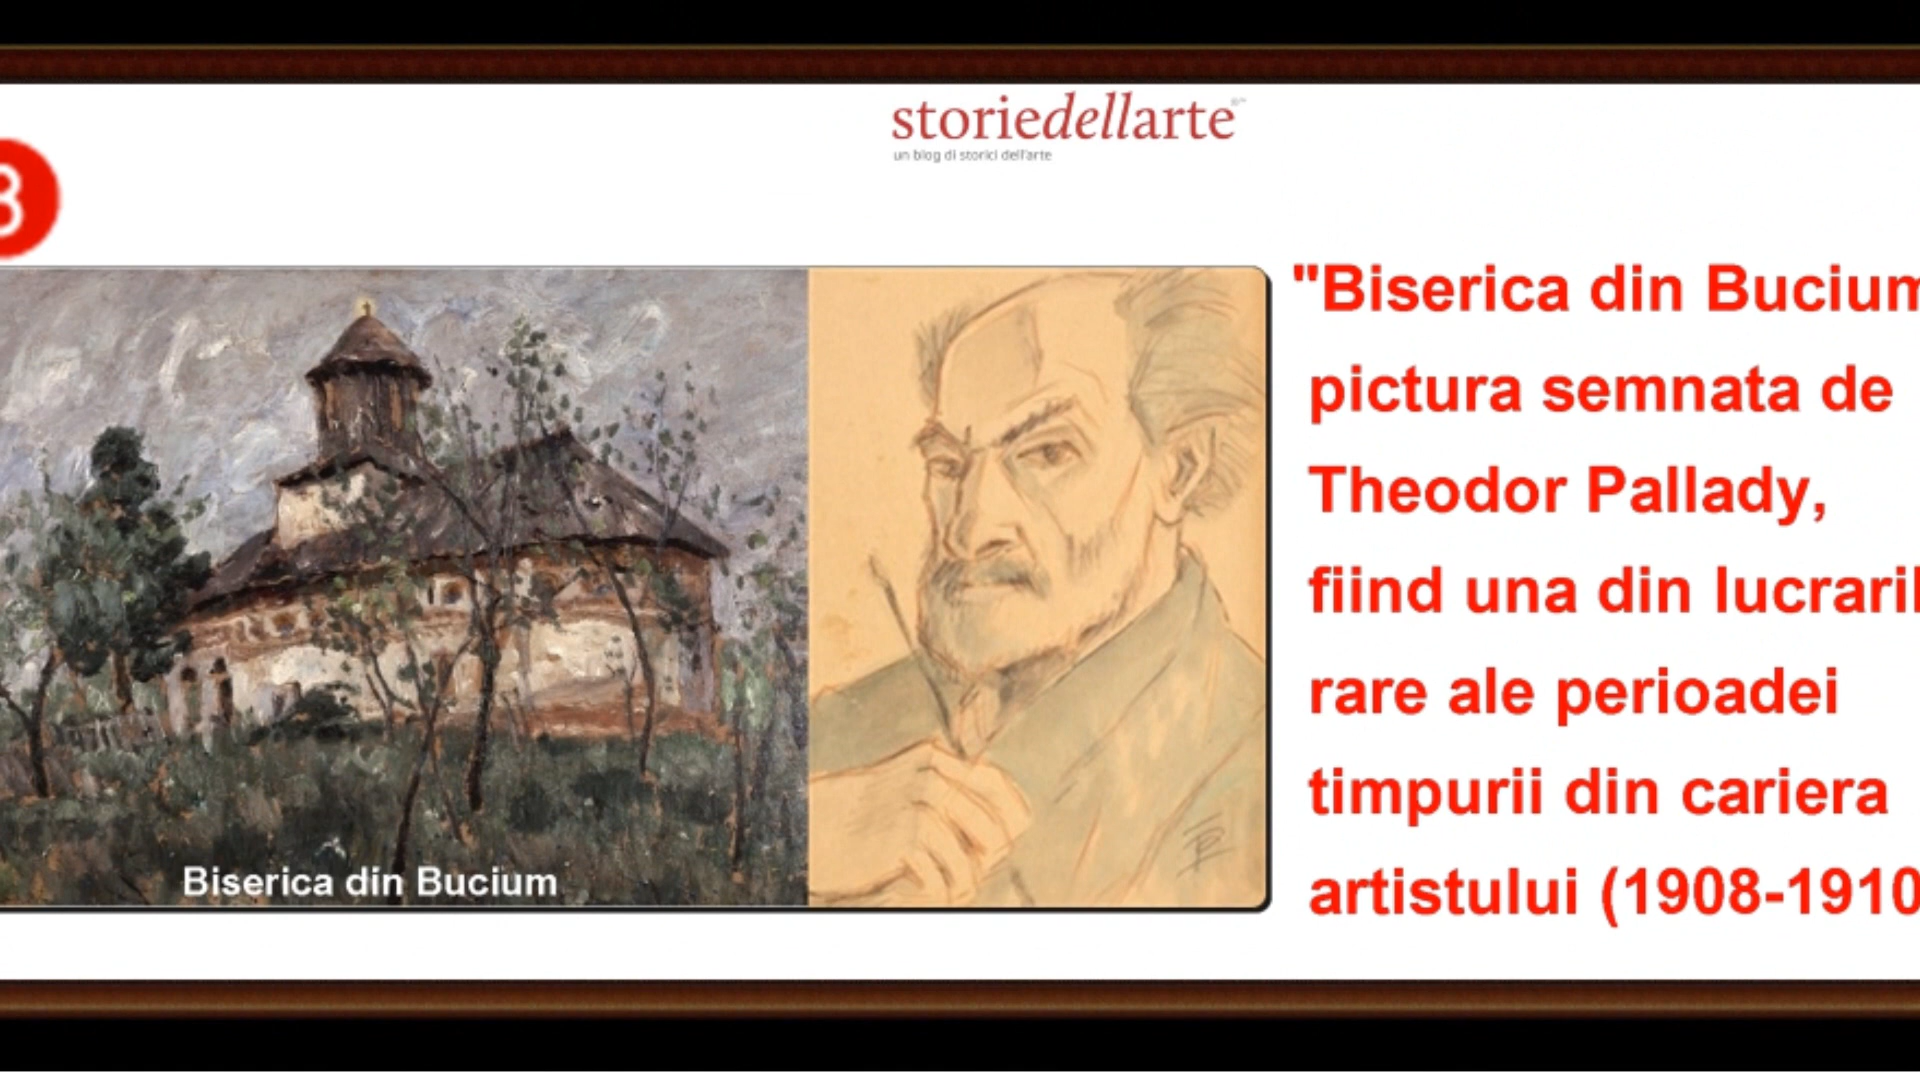 storiedellarte
un blog di storici dell'arte
"Biserica din Bucium
pictura semnata de
Theodor Pallady,
fiind una din lucraril
rare ale perioadei
timpurii din cariera
artistului (1908-1910
Biserica din Bucium